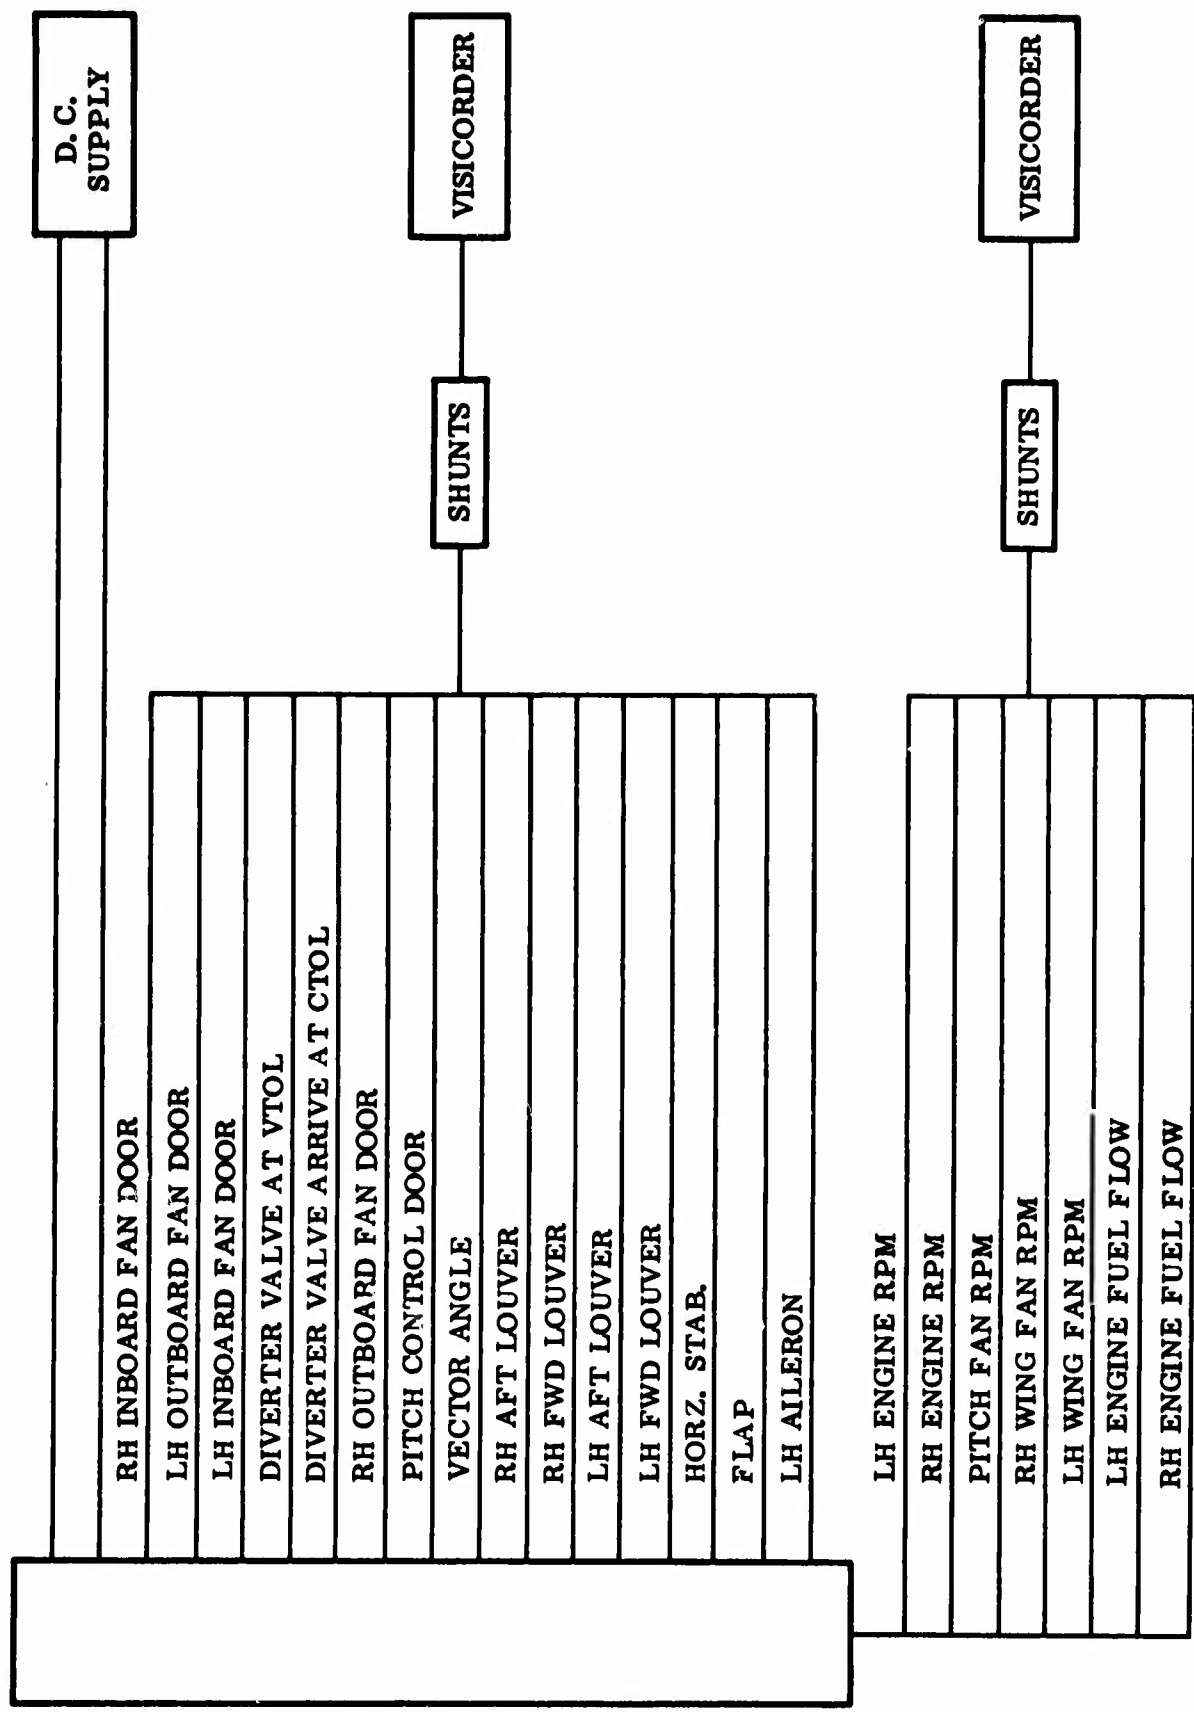 D. C.
SUPPLY
RH INBOARD FAN DOOR
LH OUTBOARD FAN DOOR
LH INBOARD FAN DOOR
DIVERTER VALVE AT VTOL
DIVERTER VALVE ARRIVE AT CTOL
RH OUTBOARD FAN DOOR
PITCH CONTROL DOOR
VECTOR ANGLE
RH AFT LOUVER
RH FWD LOUVER
LH AFT LOUVER
LH FWD LOUVER
HORZ. STAB.
FLAP
LH AILERON
SHUNTS
VISICORDER
LH ENGINE RPM
RH ENGINE RPM
PITCH FAN RPM
RH WING FAN RPM
LH WING FAN RPM
LH ENGINE FUEL FLOW
RH ENGINE FUEL FLOW
SHUNTS
VISICORDER